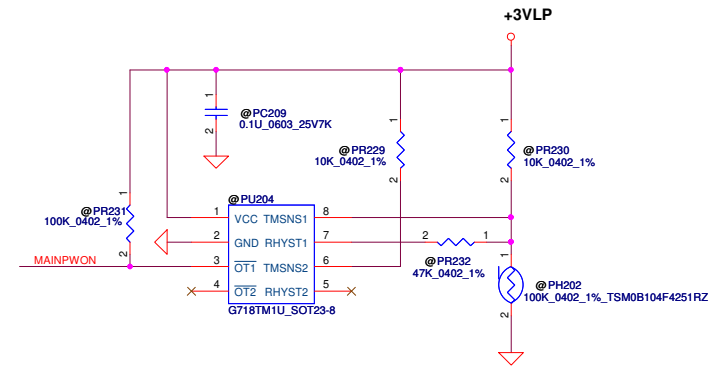 +3VLP
1
@PC209
0.1U_0603_25V7K
2
1
@PR229
10K_0402_1%
2
1
@PR230
10K_0402_1%
2
1
@PR231
100K_0402_1%
2
@PU204
1 VCC TMSNS1 8
2 GND RHYST1 7
3 OT1 TMSNS2 6
4 OT2 RHYST2 5
G718TM1U_SOT23-8
MAINPWON
2 1
@PR232
47K_0402_1%
1
@PH202
100K_0402_1%_TSM0B104F4251RZ
2